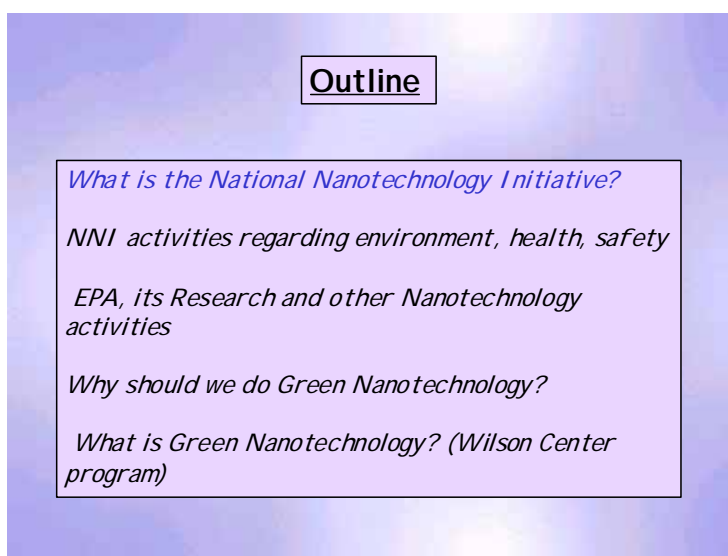 Outline
What is the National Nanotechnology Initiative?
NNI activities regarding environment, health, safety
EPA, its Research and other Nanotechnology
activities
Why should we do Green Nanotechnology?
What is Green Nanotechnology? (Wilson Center
program)